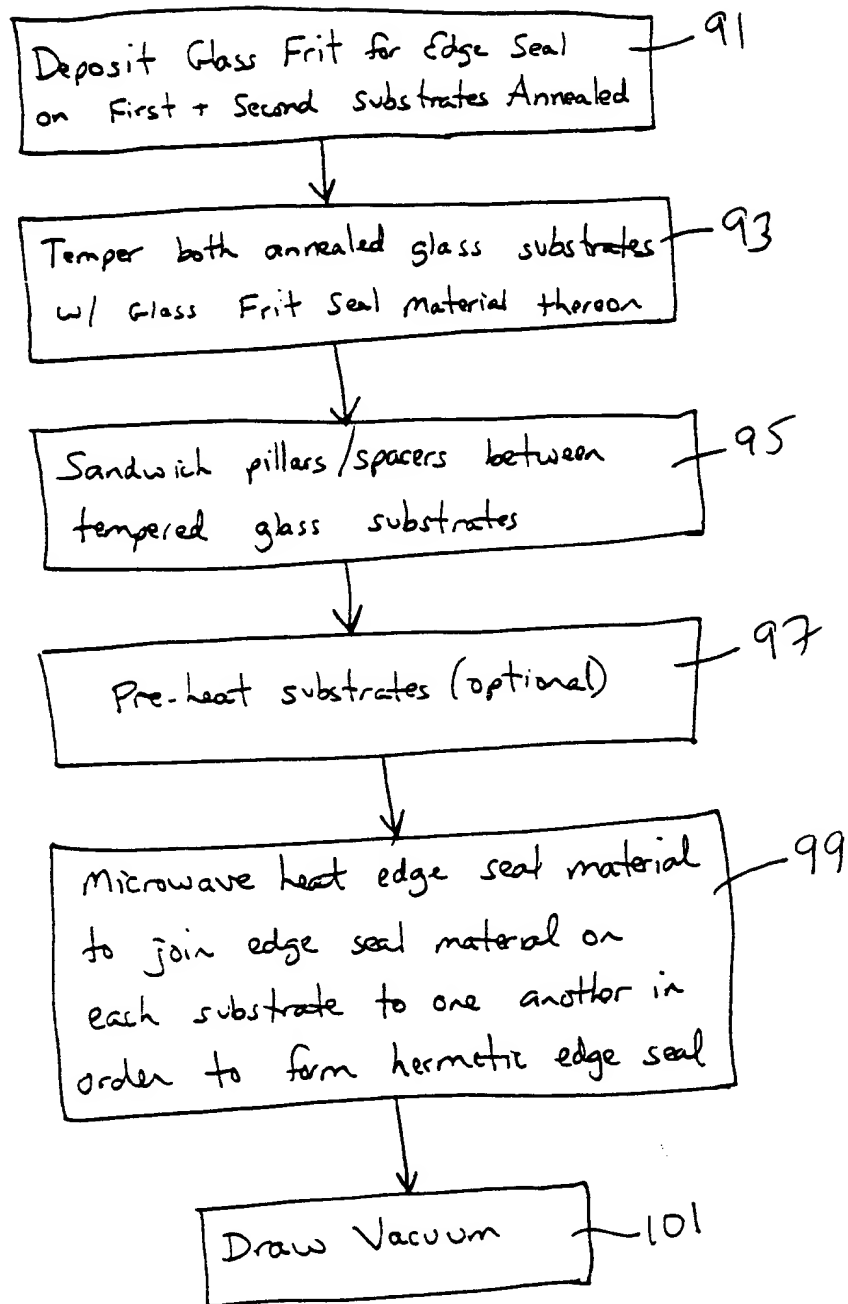 Deposit Glass Frit for Edge Seal
on First + Second substrates Annealed
91
Temper both annealed glass substrates
w/ Glass Frit Seal Material thereon
93
Sandwich pillars/spacers between
tempered glass substrates
95
Pre-heat substrates (optional)
97
Microwave heat edge seal material
to join edge seal material on
each substrate to one another in
order to form hermetic edge seal
99
Draw Vacuum
101